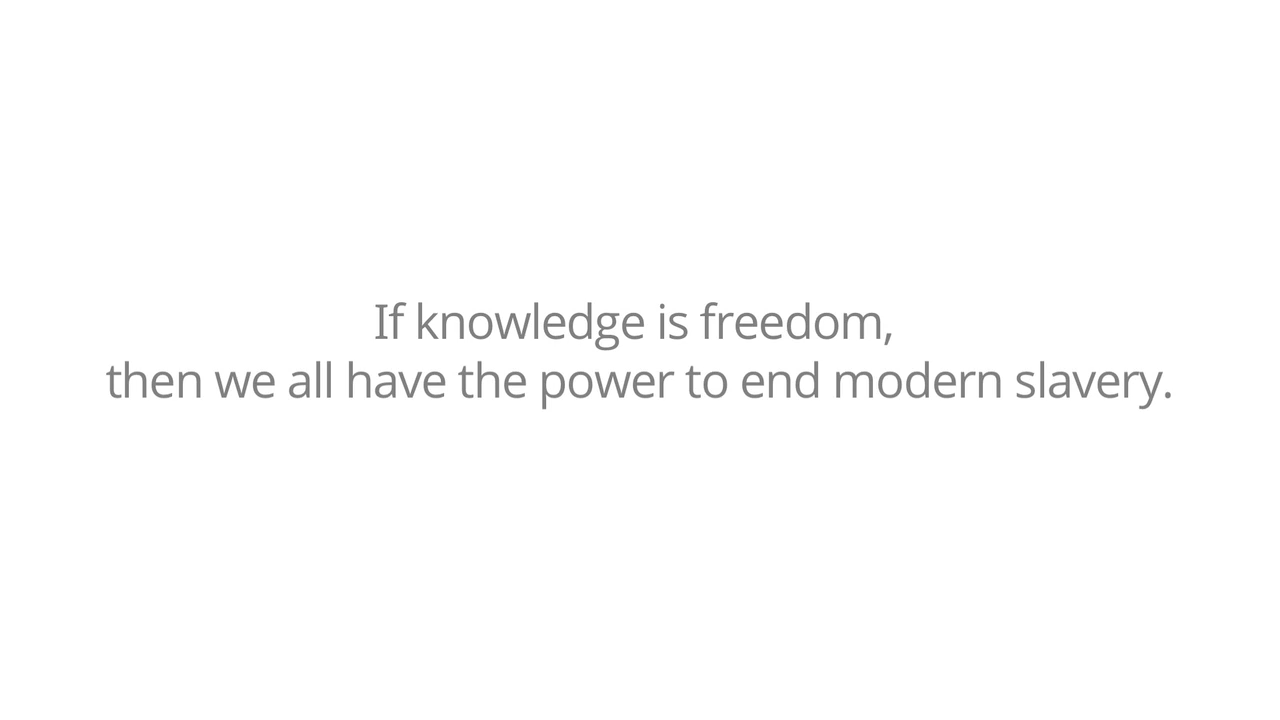 If knowledge is freedom,
then we all have the power to end modern slavery.